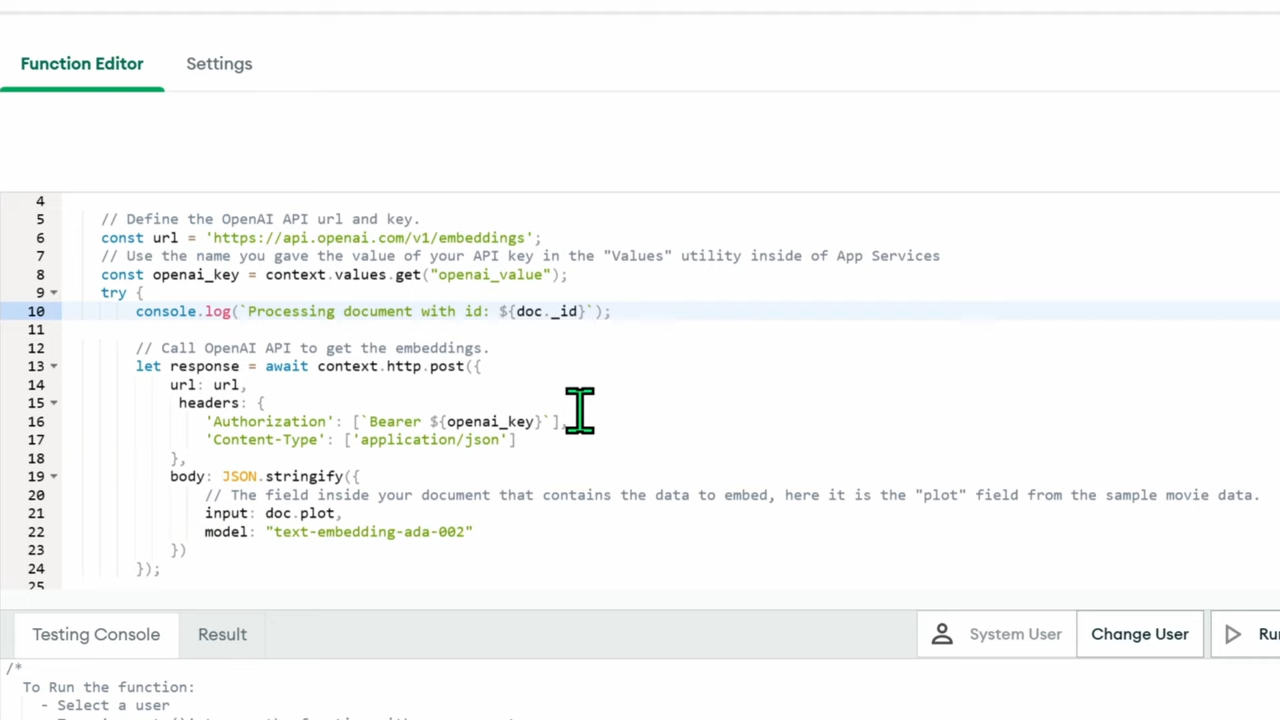 Function Editor
Settings
4
5 // Define the OpenAI API url and key.
6 const url = 'https://api.openai.com/v1/embeddings';
7 // Use the name you gave the value of your API key in the "Values" utility inside of App Services
8 const openai_key = context.values.get("openai_value");
9 try {
10 console.log(`Processing document with id: ${doc._id}`);
11
12 // Call OpenAI API to get the embeddings.
13 let response = await context.http.post({
14 url: url,
15 headers: {
16 'Authorization': [`Bearer ${openai_key}`],
17 'Content-Type': ['application/json']
18 },
19 body: JSON.stringify({
20 // The field inside your document that contains the data to embed, here it is the "plot" field from the sample movie data.
21 input: doc.plot,
22 model: "text-embedding-ada-002"
23 })
24 });
25
Testing Console
Result
System User
Change User
/*
To Run the function:
- Select a user